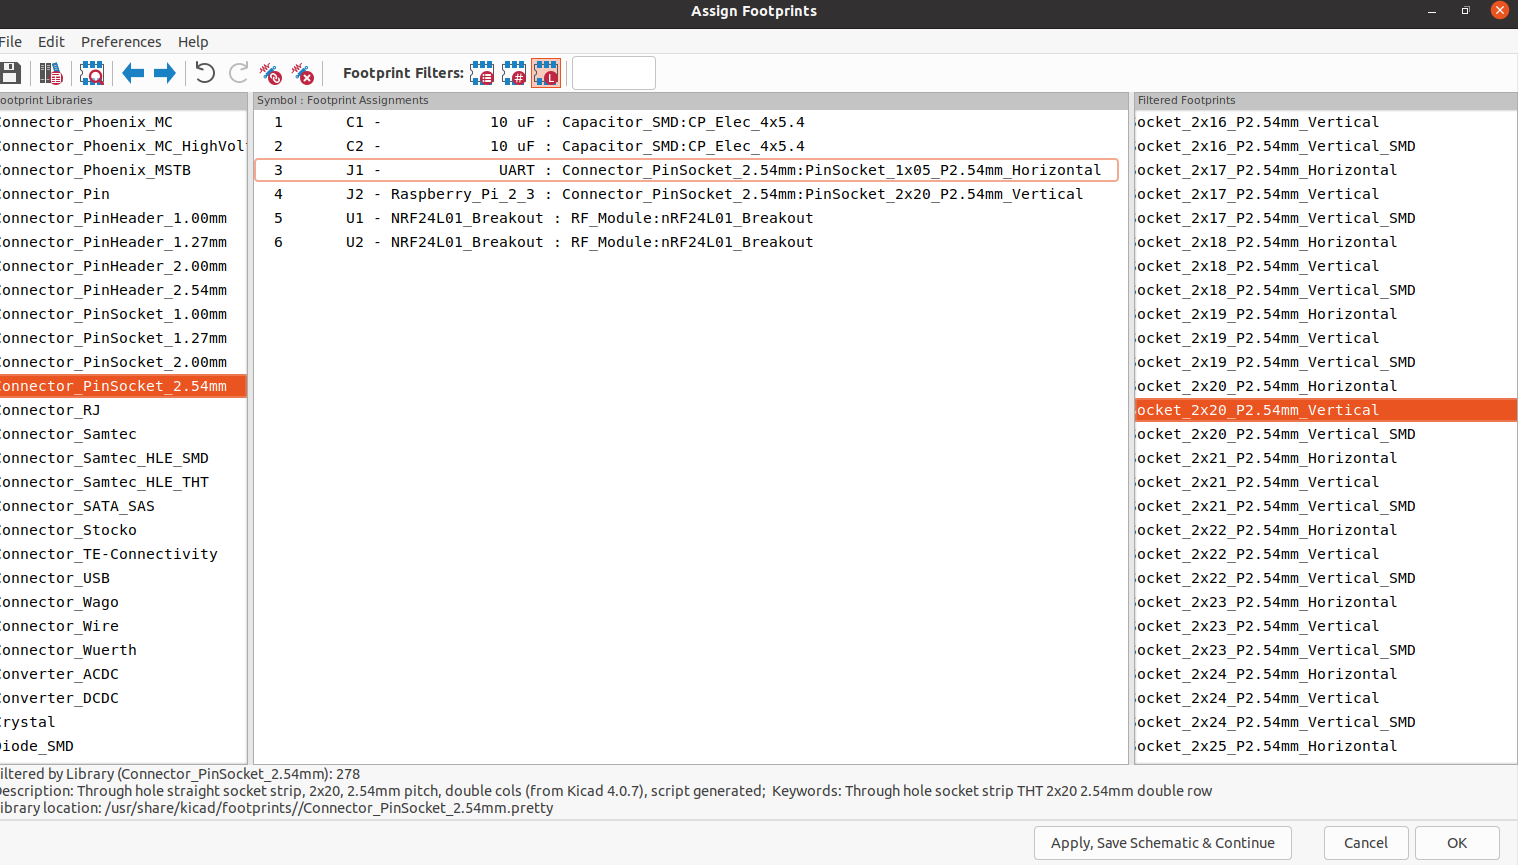 Assign Footprints
File Edit Preferences Help
Footprint Filters:
ootprint Libraries
onnector_Phoenix_MC
onnector_Phoenix_MC_HighVol
onnector_Phoenix_MSTB
onnector_Pin
onnector_PinHeader_1.00mm
onnector_PinHeader_1.27mm
onnector_PinHeader_2.00mm
onnector_PinHeader_2.54mm
onnector_PinSocket_1.00mm
onnector_PinSocket_1.27mm
onnector_PinSocket_2.00mm
onnector_PinSocket_2.54mm
onnector_RJ
onnector_Samtec
onnector_Samtec_HLE_SMD
onnector_Samtec_HLE_THT
onnector_SATA_SAS
onnector_Stocko
onnector_TE-Connectivity
onnector_USB
onnector_Wago
onnector_Wire
onnector_Wuerth
onverter_ACDC
onverter_DCDC
rystal
iode_SMD
Symbol : Footprint Assignments
1 C1 - 10 uF : Capacitor_SMD:CP_Elec_4x5.4
2 C2 - 10 uF : Capacitor_SMD:CP_Elec_4x5.4
3 J1 - UART : Connector_PinSocket_2.54mm:PinSocket_1x05_P2.54mm_Horizontal
4 J2 - Raspberry_Pi_2_3 : Connector_PinSocket_2.54mm:PinSocket_2x20_P2.54mm_Vertical
5 U1 - NRF24L01_Breakout : RF_Module:nRF24L01_Breakout
6 U2 - NRF24L01_Breakout : RF_Module:nRF24L01_Breakout
Filtered Footprints
ocket_2x16_P2.54mm_Vertical
ocket_2x16_P2.54mm_Vertical_SMD
ocket_2x17_P2.54mm_Horizontal
ocket_2x17_P2.54mm_Vertical
ocket_2x17_P2.54mm_Vertical_SMD
ocket_2x18_P2.54mm_Horizontal
ocket_2x18_P2.54mm_Vertical
ocket_2x18_P2.54mm_Vertical_SMD
ocket_2x19_P2.54mm_Horizontal
ocket_2x19_P2.54mm_Vertical
ocket_2x19_P2.54mm_Vertical_SMD
ocket_2x20_P2.54mm_Horizontal
ocket_2x20_P2.54mm_Vertical
ocket_2x20_P2.54mm_Vertical_SMD
ocket_2x21_P2.54mm_Horizontal
ocket_2x21_P2.54mm_Vertical
ocket_2x21_P2.54mm_Vertical_SMD
ocket_2x22_P2.54mm_Horizontal
ocket_2x22_P2.54mm_Vertical
ocket_2x22_P2.54mm_Vertical_SMD
ocket_2x23_P2.54mm_Horizontal
ocket_2x23_P2.54mm_Vertical
ocket_2x23_P2.54mm_Vertical_SMD
ocket_2x24_P2.54mm_Horizontal
ocket_2x24_P2.54mm_Vertical
ocket_2x24_P2.54mm_Vertical_SMD
ocket_2x25_P2.54mm_Horizontal
iltered by Library (Connector_PinSocket_2.54mm): 278
escription: Through hole straight socket strip, 2x20, 2.54mm pitch, double cols (from Kicad 4.0.7), script generated; Keywords: Through hole socket strip THT 2x20 2.54mm double row
ibrary location: /usr/share/kicad/footprints//Connector_PinSocket_2.54mm.pretty
Apply, Save Schematic & Continue
Cancel
OK